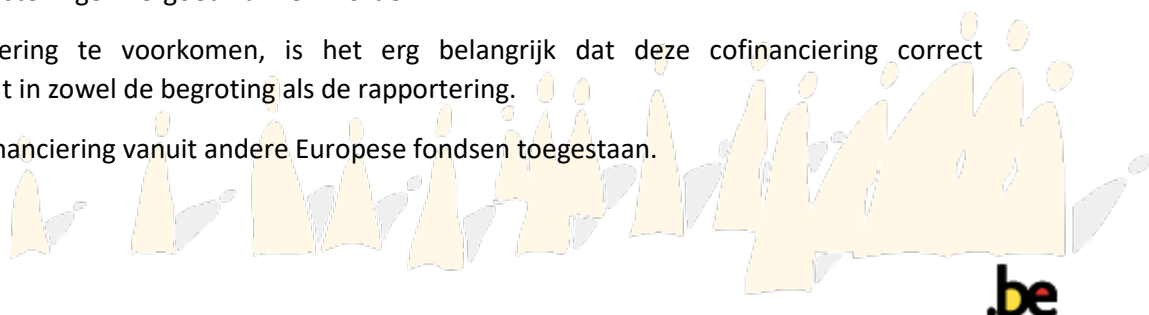 ering te voorkomen, is het erg belangrijk dat deze cofinanciering correct
t in zowel de begroting als de rapportering.
nanciering vanuit andere Europese fondsen toegestaan.
.be